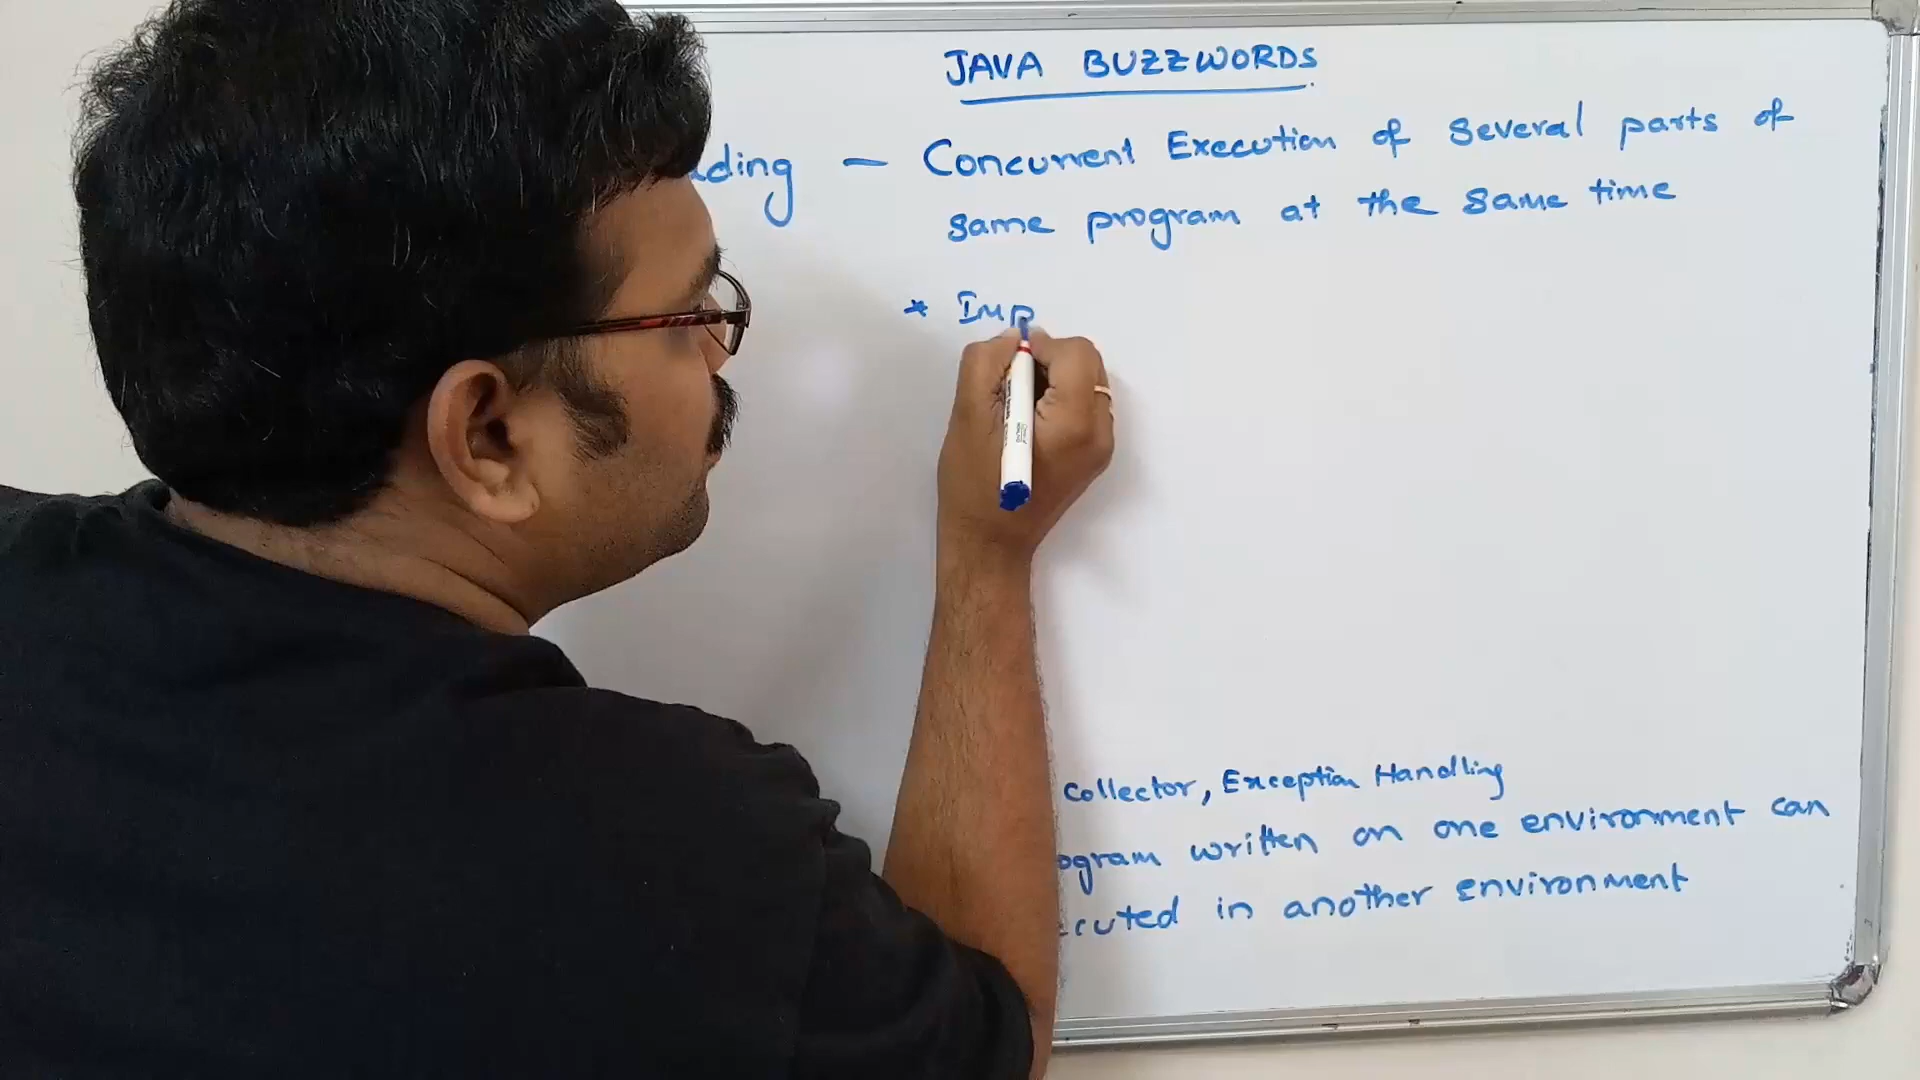 JAVA BUZZWORDS
ding — Concurrent Execution of several parts of
same program at the same time
* Imp
collector, Exception Handling
ogram written on one environment can
cuted in another environment